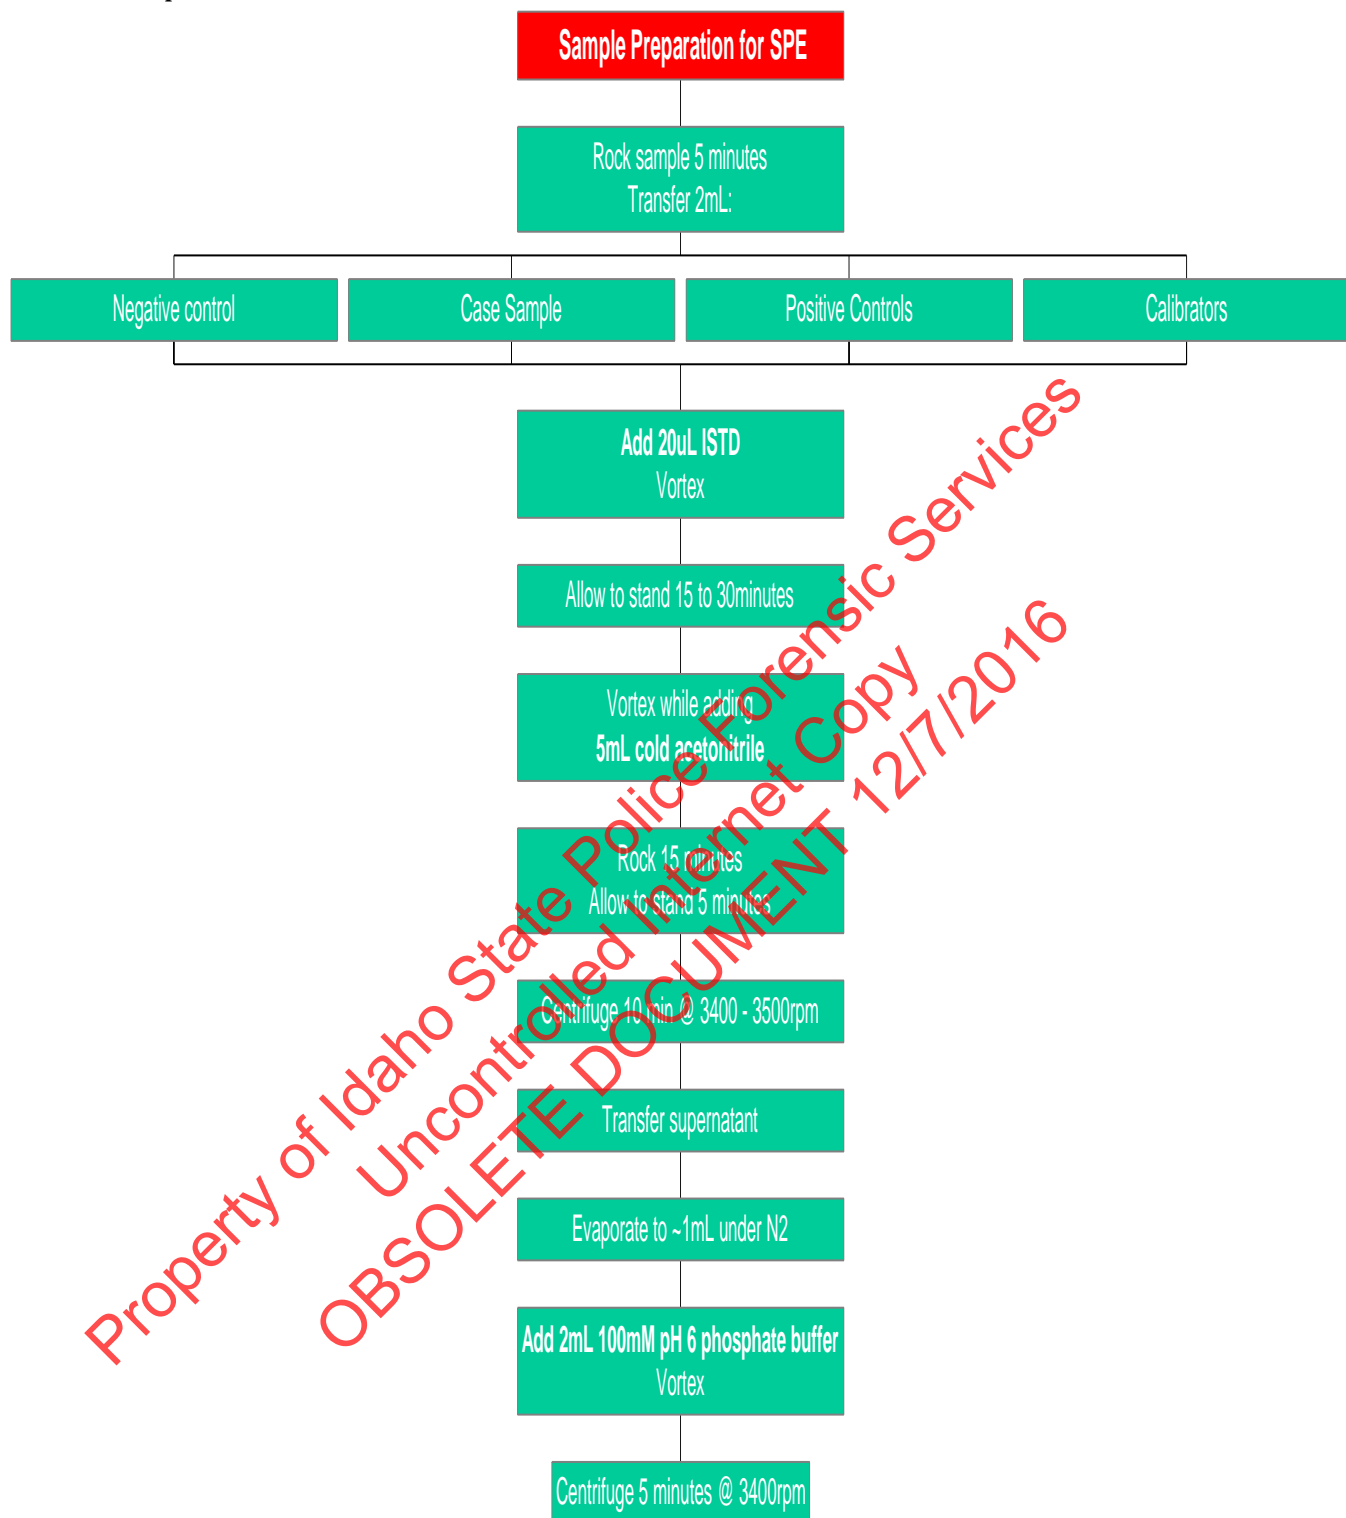 Sample Preparation for SPE
Rock sample 5 minutes
Transfer 2mL:
Negative control
Case Sample
Positive Controls
Calibrators
Add 20uL ISTD
Vortex
Allow to stand 15 to 30minutes
Vortex while adding
5mL cold acetonitrile
Rock 15 minutes
Allow to stand 5 minutes
Centrifuge 10 min @ 3400 - 3500rpm
Transfer supernatant
Evaporate to ~1mL under N2
Add 2mL 100mM pH 6 phosphate buffer
Vortex
Centrifuge 5 minutes @ 3400rpm
Property of Idaho State Police Forensic Services
Uncontrolled Internet Copy
OBSOLETE DOCUMENT 12/7/2016